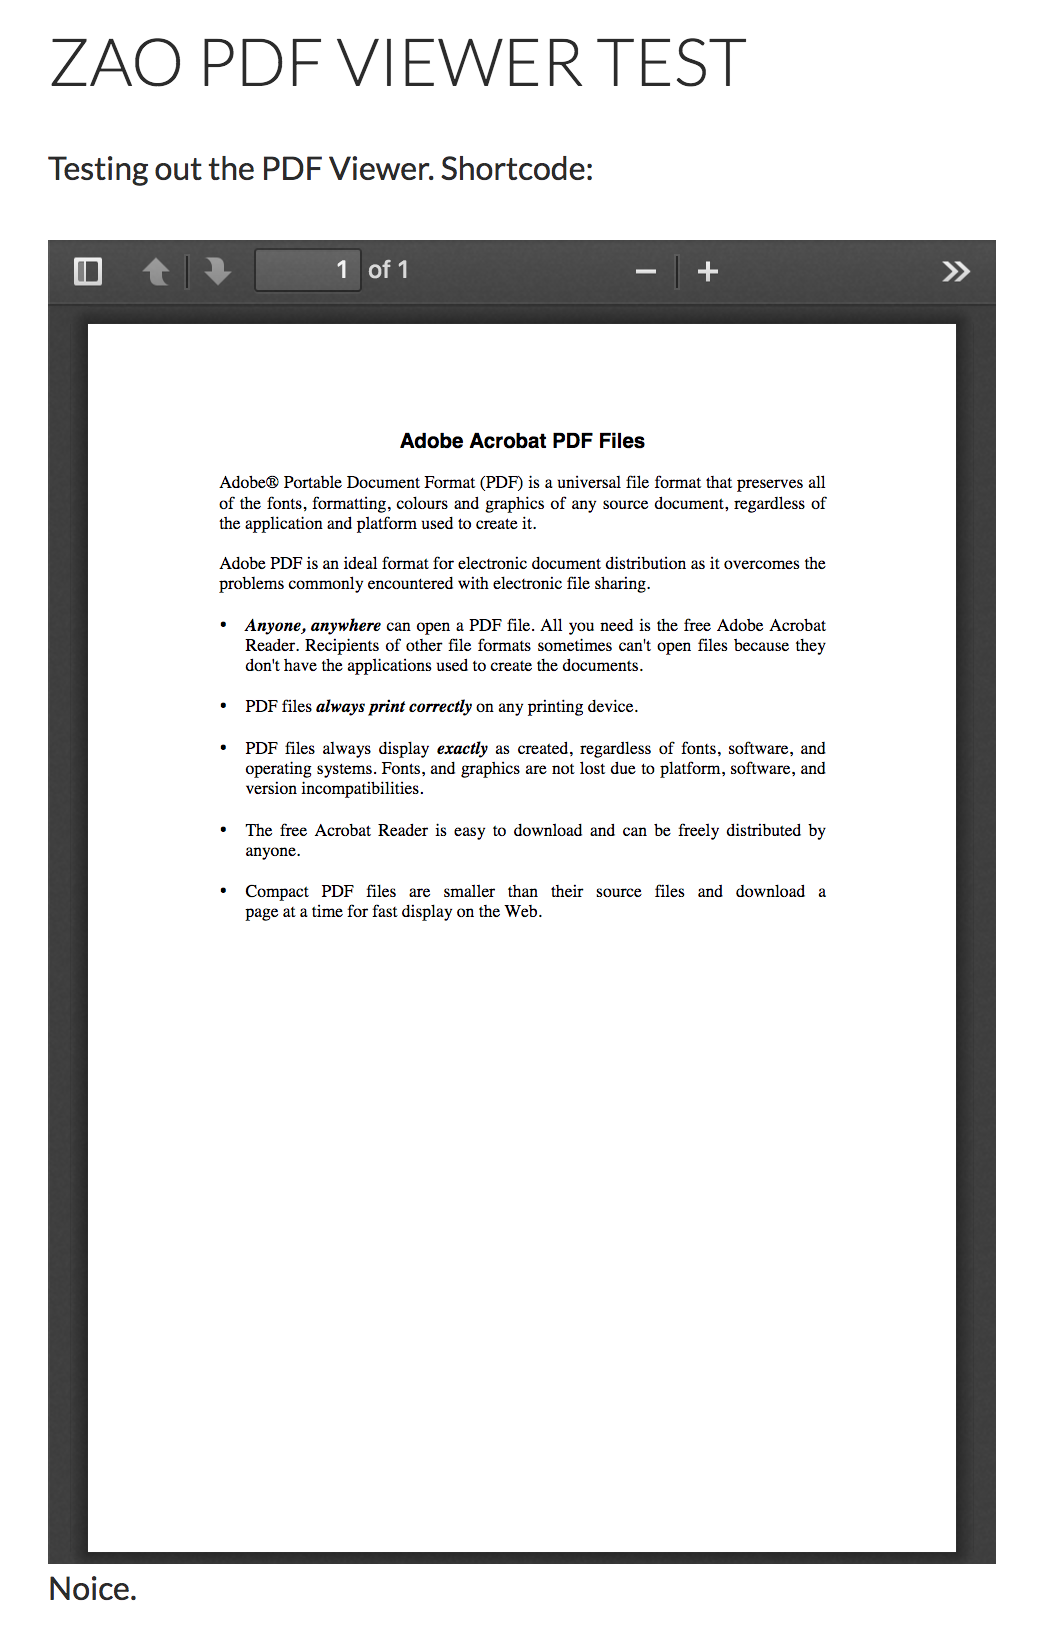 ZAO PDF VIEWER TEST
Testing out the PDF Viewer. Shortcode:
1 of 1
Adobe Acrobat PDF Files
Adobe® Portable Document Format (PDF) is a universal file format that preserves all
of the fonts, formatting, colours and graphics of any source document, regardless of
the application and platform used to create it.
Adobe PDF is an ideal format for electronic document distribution as it overcomes the
problems commonly encountered with electronic file sharing.
• Anyone, anywhere can open a PDF file. All you need is the free Adobe Acrobat
Reader. Recipients of other file formats sometimes can't open files because they
don't have the applications used to create the documents.
• PDF files always print correctly on any printing device.
• PDF files always display exactly as created, regardless of fonts, software, and
operating systems. Fonts, and graphics are not lost due to platform, software, and
version incompatibilities.
• The free Acrobat Reader is easy to download and can be freely distributed by
anyone.
• Compact PDF files are smaller than their source files and download a
page at a time for fast display on the Web.
Noice.